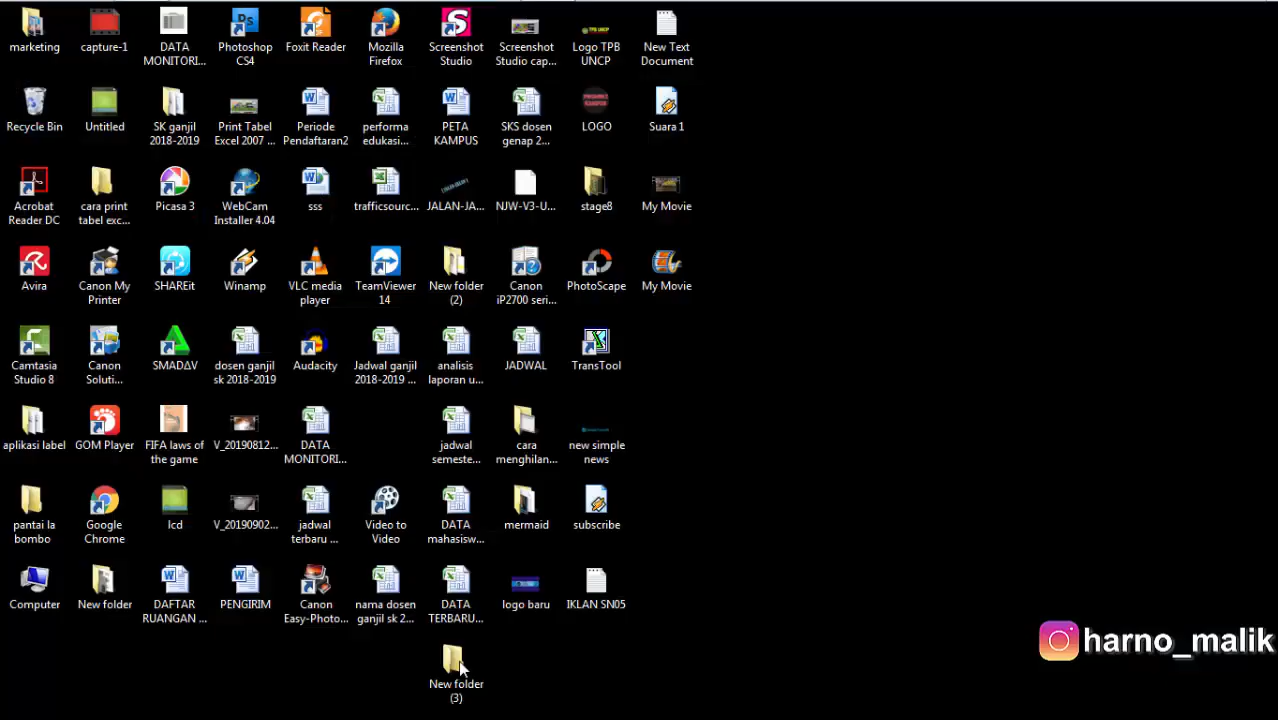 marketing
capture-1
DATA
MONITORI...
Photoshop
CS4
Foxit Reader
Mozilla
Firefox
Screenshot
Studio
Screenshot
Studio cap...
Logo TPB
UNCP
New Text
Document
Recycle Bin
Untitled
SK ganjil
2018-2019
Print Tabel
Excel 2007 ...
Periode
Pendaftaran2
performa
edukasi...
PETA
KAMPUS
SKS dosen
genap 2...
LOGO
Suara 1
Acrobat
Reader DC
cara print
tabel exc...
Picasa 3
WebCam
Installer 4.04
sss
trafficsourc...
JALAN-JA...
NJW-V3-U...
stage8
My Movie
Avira
Canon My
Printer
SHAREit
Winamp
VLC media
player
TeamViewer
14
New folder
(2)
Canon
iP2700 seri...
PhotoScape
My Movie
Camtasia
Studio 8
Canon
Soluti...
SMADΔV
dosen ganjil
sk 2018-2019
Audacity
Jadwal ganjil
2018-2019 ...
analisis
laporan u...
JADWAL
TransTool
aplikasi label
GOM Player
FIFA laws of
the game
V_20190812...
DATA
MONITORI...
jadwal
semeste...
cara
menghilan...
new simple
news
pantai la
bombo
Google
Chrome
lcd
V_20190902...
jadwal
terbaru ...
Video to
Video
DATA
mahasisw...
mermaid
subscribe
Computer
New folder
DAFTAR
RUANGAN ...
PENGIRIM
Canon
Easy-Photo...
nama dosen
ganjil sk 2...
DATA
TERBARU...
logo baru
IKLAN SN05
New folder
(3)
harno_malik